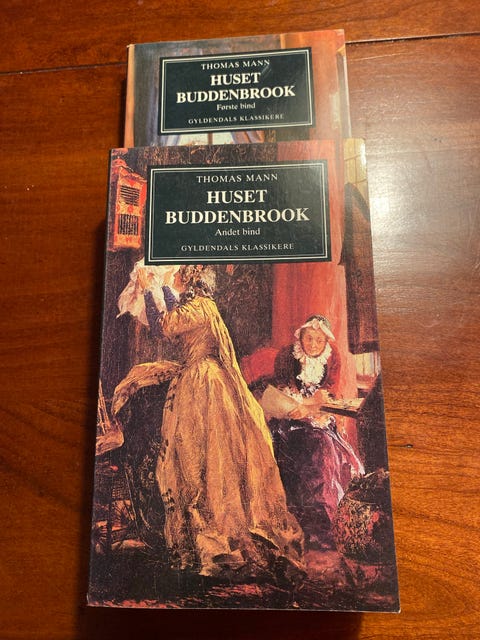 THOMAS MANN
HUSET
BUDDENBROOK
Første bind
GYLDENDALS KLASSIKERE
THOMAS MANN
HUSET
BUDDENBROOK
Andet bind
GYLDENDALS KLASSIKERE